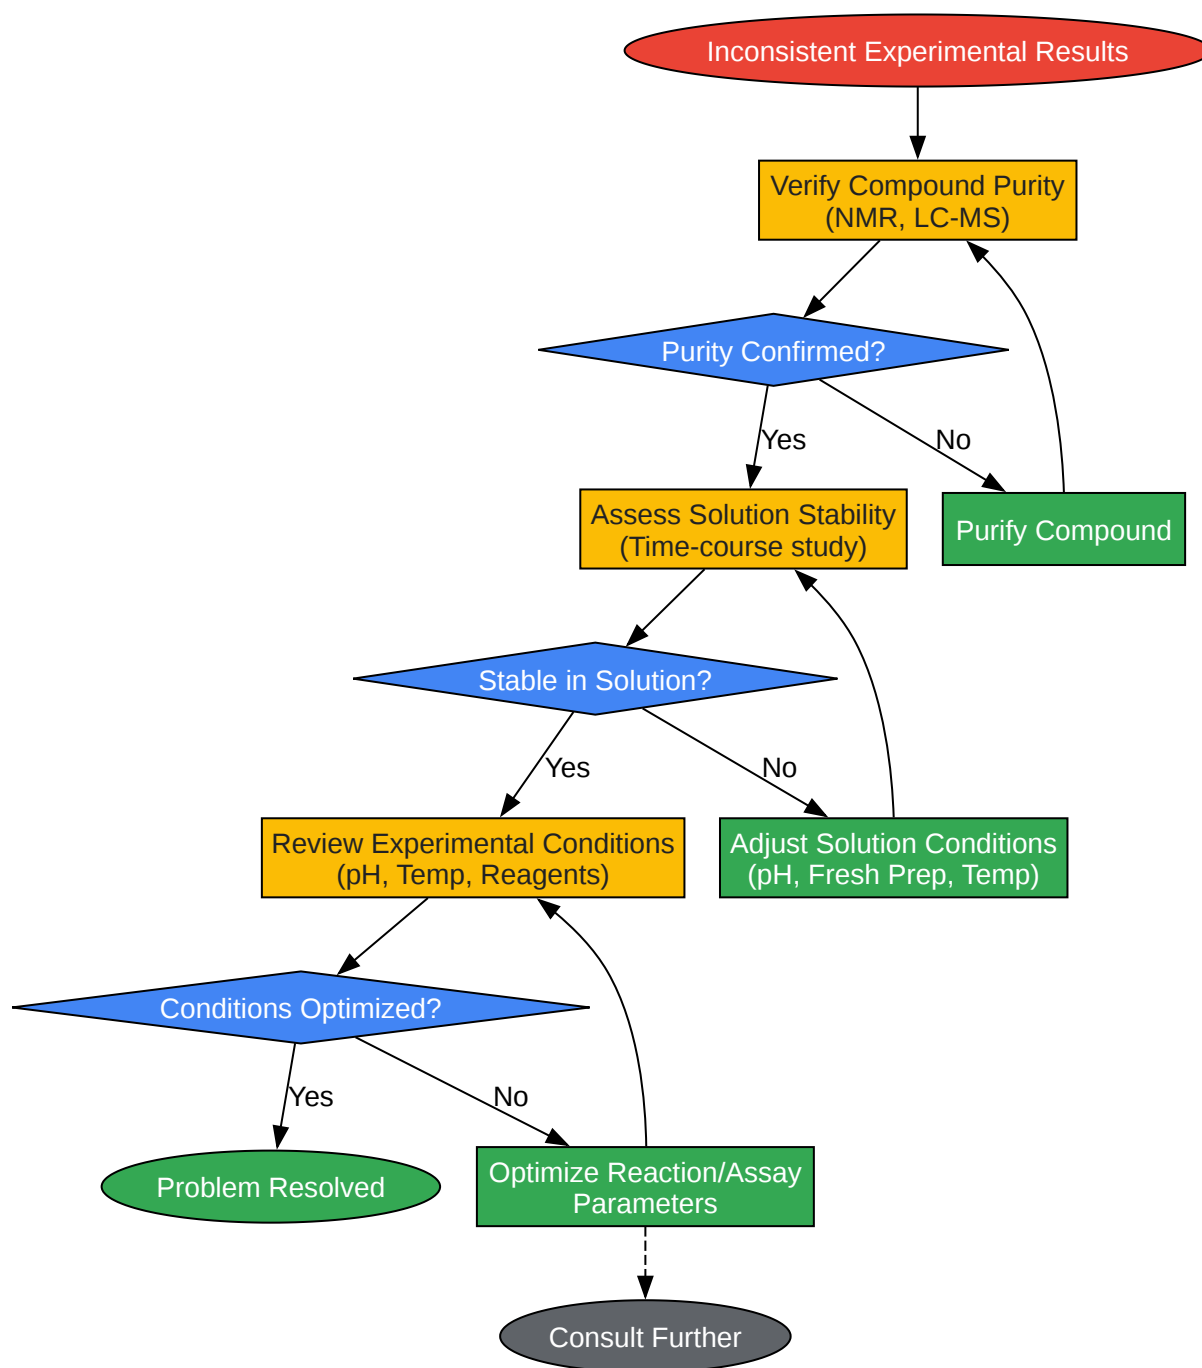 Inconsistent Experimental Results
Verify Compound Purity
(NMR, LC-MS)
Purity Confirmed?
Yes
No
Assess Solution Stability
(Time-course study)
Purify Compound
Stable in Solution?
Yes
No
Review Experimental Conditions
(pH, Temp, Reagents)
Adjust Solution Conditions
(pH, Fresh Prep, Temp)
Conditions Optimized?
Yes
No
Problem Resolved
Optimize Reaction/Assay
Parameters
Consult Further